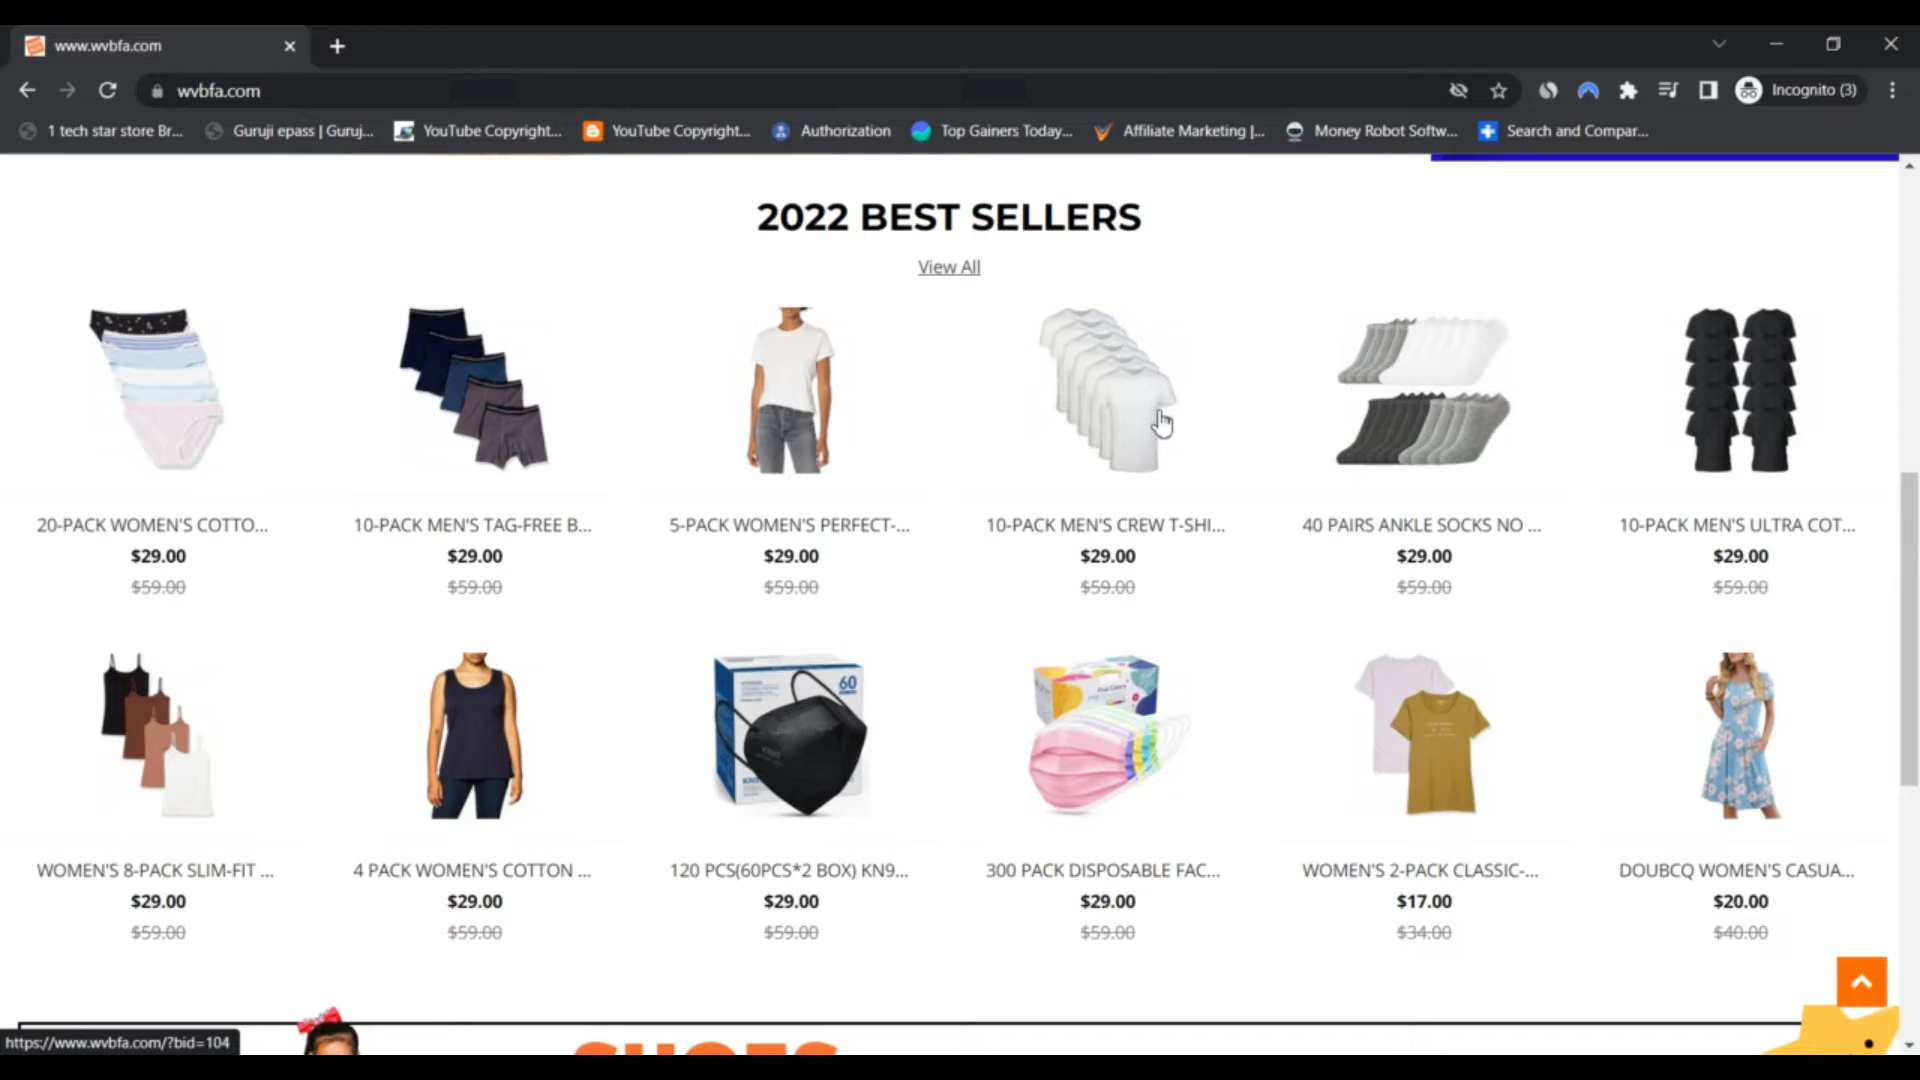 www.wvbfa.com
wvbfa.com
Incognito (3)
1 tech star store Br...
Guruji epass | Guruj...
YouTube Copyright...
YouTube Copyright...
Authorization
Top Gainers Today...
Affiliate Marketing |...
Money Robot Softw...
Search and Compar...
2022 BEST SELLERS
View All
20-PACK WOMEN'S COTTO...
10-PACK MEN'S TAG-FREE B...
5-PACK WOMEN'S PERFECT-...
10-PACK MEN'S CREW T-SHI...
40 PAIRS ANKLE SOCKS NO ...
10-PACK MEN'S ULTRA COT...
$29.00
$29.00
$29.00
$29.00
$29.00
$29.00
$59.00
$59.00
$59.00
$59.00
$59.00
$59.00
60
WOMEN'S 8-PACK SLIM-FIT ...
4 PACK WOMEN'S COTTON ...
120 PCS(60PCS*2 BOX) KN9...
300 PACK DISPOSABLE FAC...
WOMEN'S 2-PACK CLASSIC-...
DOUBCQ WOMEN'S CASUA...
$29.00
$29.00
$29.00
$29.00
$17.00
$20.00
$59.00
$59.00
$59.00
$59.00
$34.00
$40.00
https://www.wvbfa.com/?bid=104